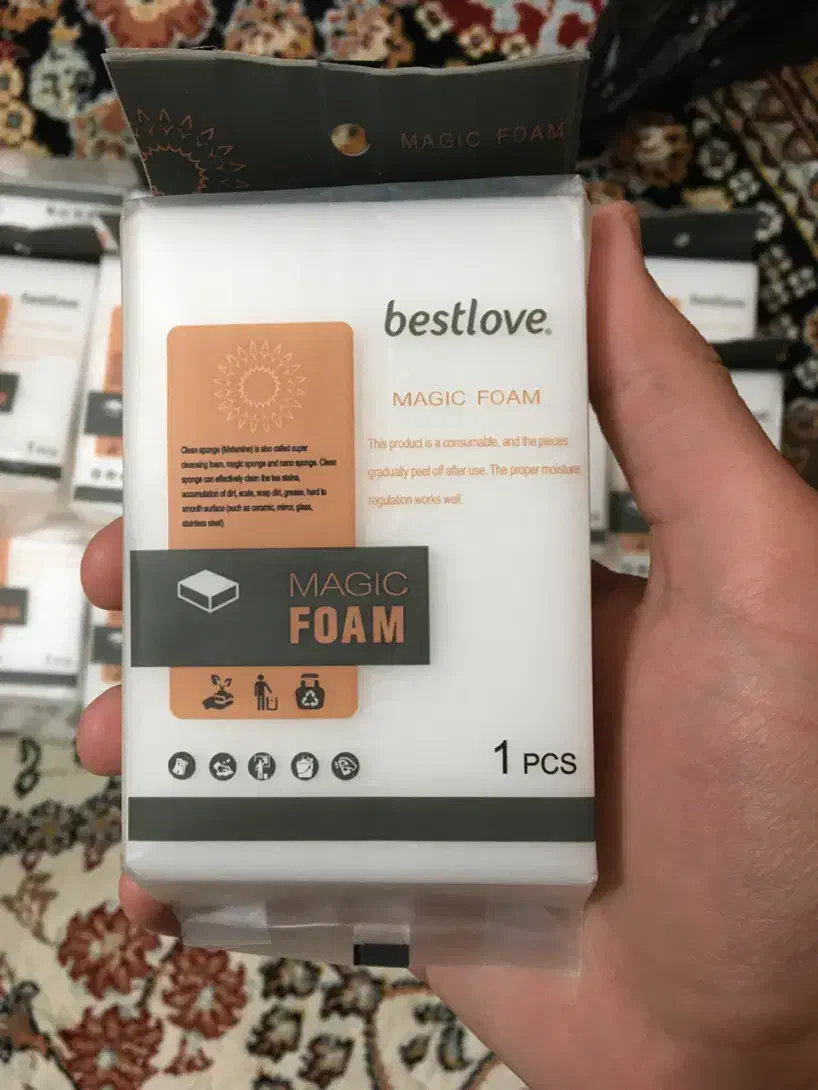 MAGIC FOAM
bestlove
MAGIC FOAM
This product is a consumable, and the pieces
gradually peel off after use. The proper moisture
regulation works well.
Clean sponge (Melamine) is also called super
cleansing foam, magic sponge and nano sponge. Clean
sponge can effectively clean the tea stains,
accumulation of dirt, scale, soap dirt, grease, hard to
smooth surface (such as ceramic, mirror, glass,
stainless steel).
MAGIC
FOAM
1 PCS
bestlove
bestlove